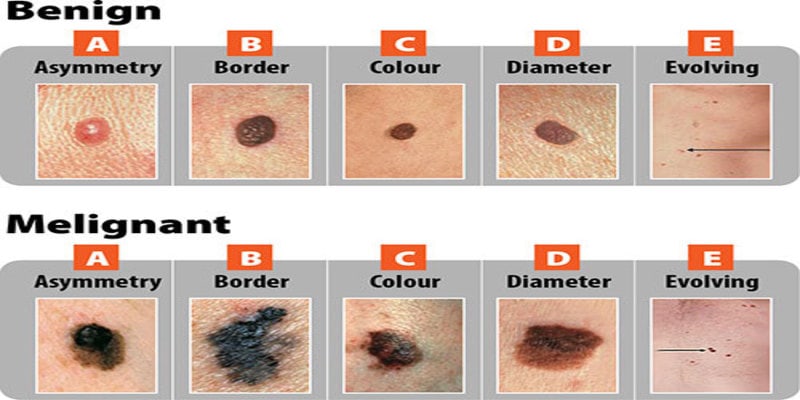 Benign
A B C D E
Asymmetry Border Colour Diameter Evolving
Melignant
A B C D E
Asymmetry Border Colour Diameter Evolving